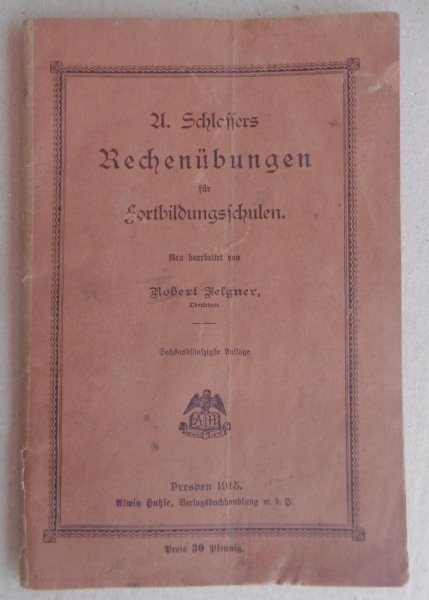 A. Schlossers
Rechenübungen
für
Fortbildungsschulen.
Neu bearbeitet von
Robert Felgner,
Oberlehrer.
Sechsundfünfzigste Auflage.
A H
Dresden 1915.
Alwin Huhle, Verlagsbuchhandlung m. b. H.
Preis 30 Pfennig.